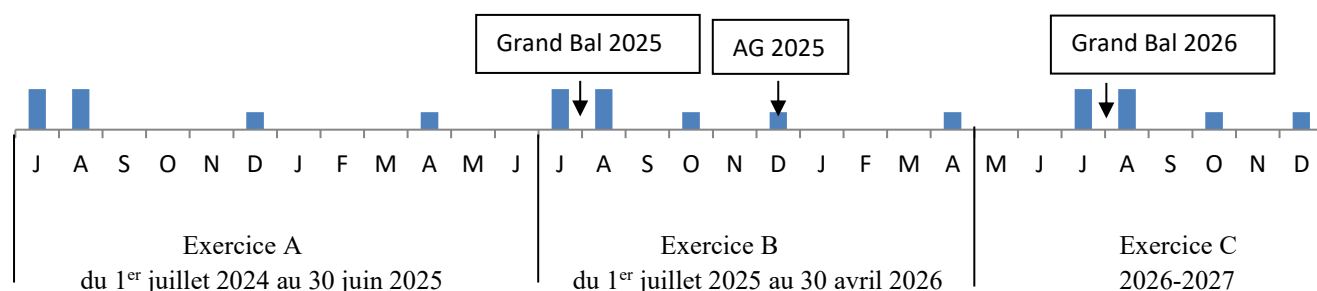 Grand Bal 2025
AG 2025
Grand Bal 2026
J A S O N D J F M A M J J A S O N D J F M A M J J A S O N D
Exercice A
du 1er juillet 2024 au 30 juin 2025
Exercice B
du 1er juillet 2025 au 30 avril 2026
Exercice C
2026-2027